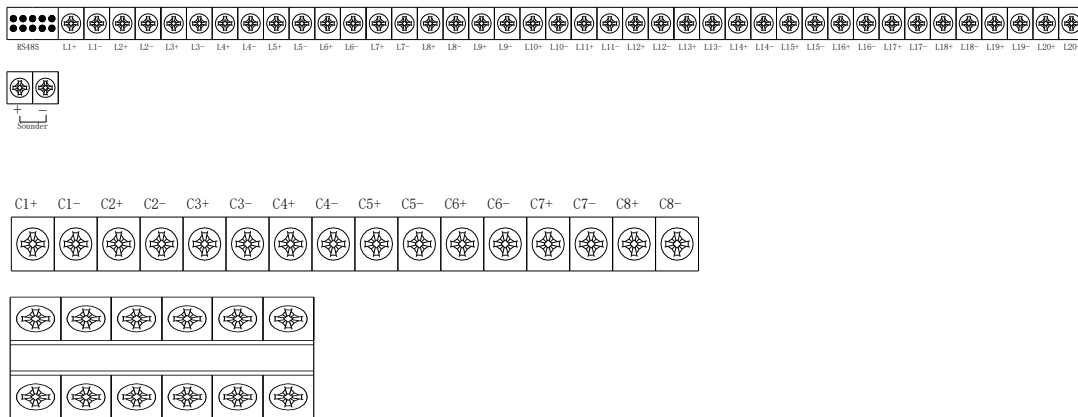 RS485 L1+ L1- L2+ L2- L3+ L3- L4+ L4- L5+ L5- L6+ L6- L7+ L7- L8+ L8- L9+ L9- L10+ L10- L11+ L11- L12+ L12- L13+ L13- L14+ L14- L15+ L15- L16+ L16- L17+ L17- L18+ L18- L19+ L19- L20+ L20
+ -
Sounder
C1+ C1- C2+ C2- C3+ C3- C4+ C4- C5+ C5- C6+ C6- C7+ C7- C8+ C8-